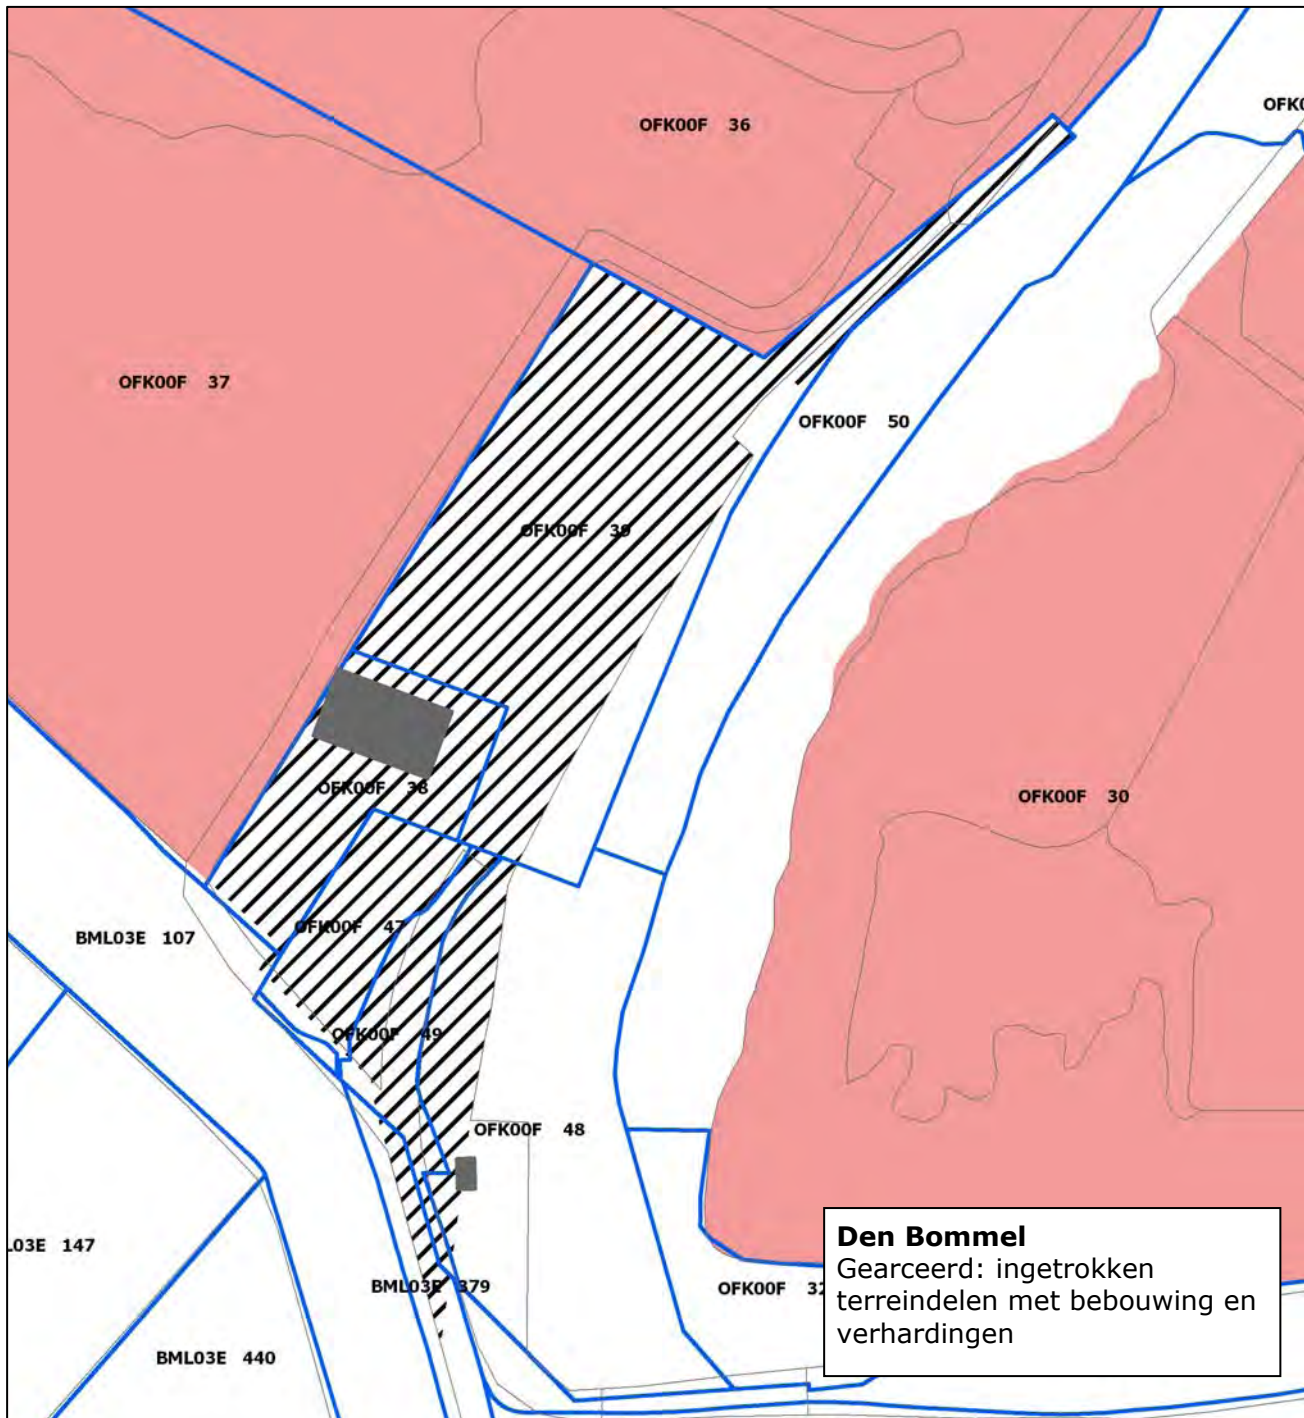 OFK0
OFK00F 36
OFK00F 37
OFK00F 50
OFK00F 39
OFK00F 38
OFK00F 30
OFK00F 47
BML03E 107
OFK00F 49
OFK00F 48
.03E 147
BML03E 379
OFK00F 32
BML03E 440
Den Bommel
Gearceerd: ingetrokken
terreindelen met bebouwing en
verhardingen